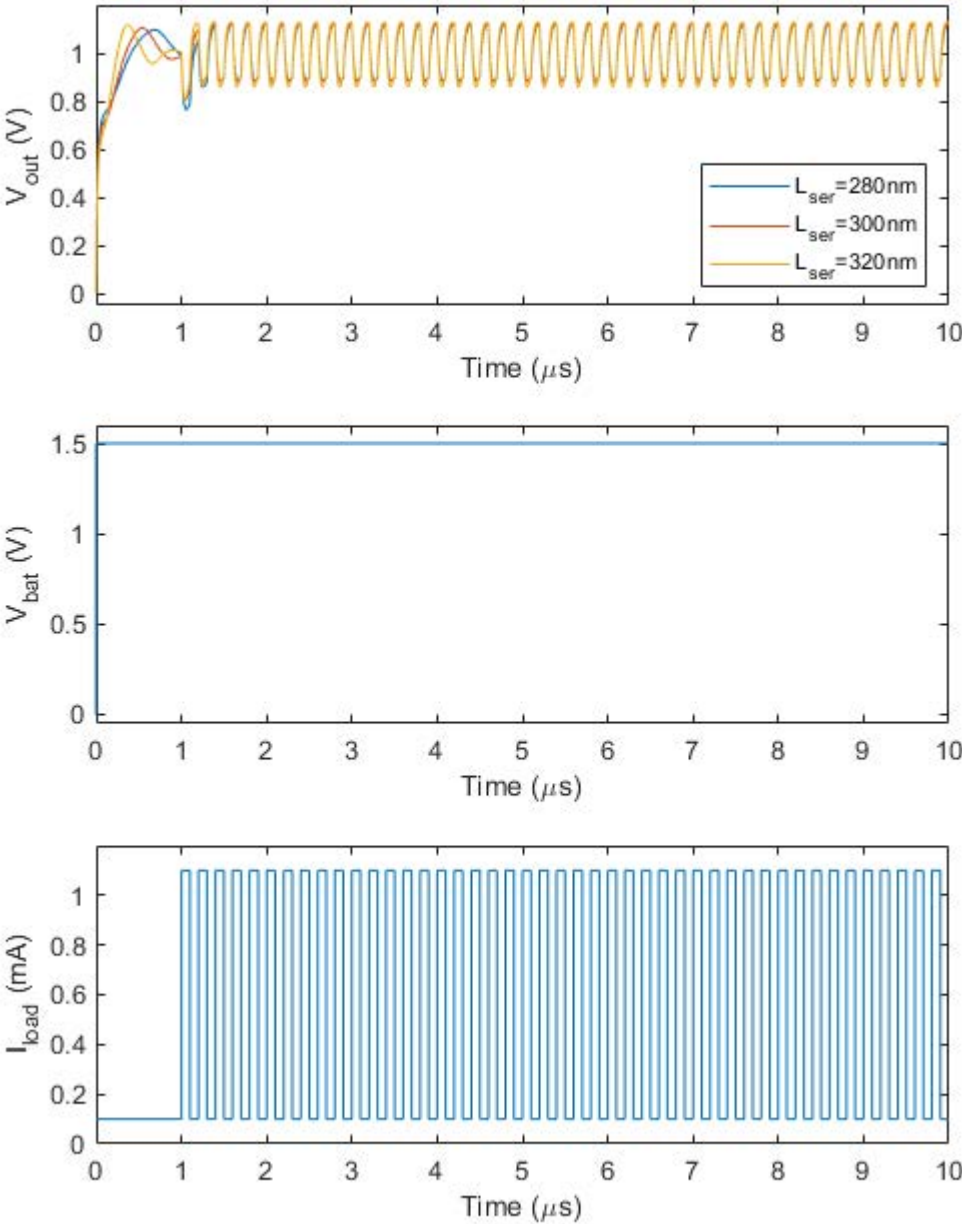 1
0.8
0.6
0.4
0.2
0
V_out (V)
L_ser=280nm
L_ser=300nm
L_ser=320nm
0 1 2 3 4 5 6 7 8 9 10
Time (μs)
1.5
1
0.5
0
V_bat (V)
0 1 2 3 4 5 6 7 8 9 10
Time (μs)
1
0.8
0.6
0.4
0.2
0
I_load (mA)
0 1 2 3 4 5 6 7 8 9 10
Time (μs)